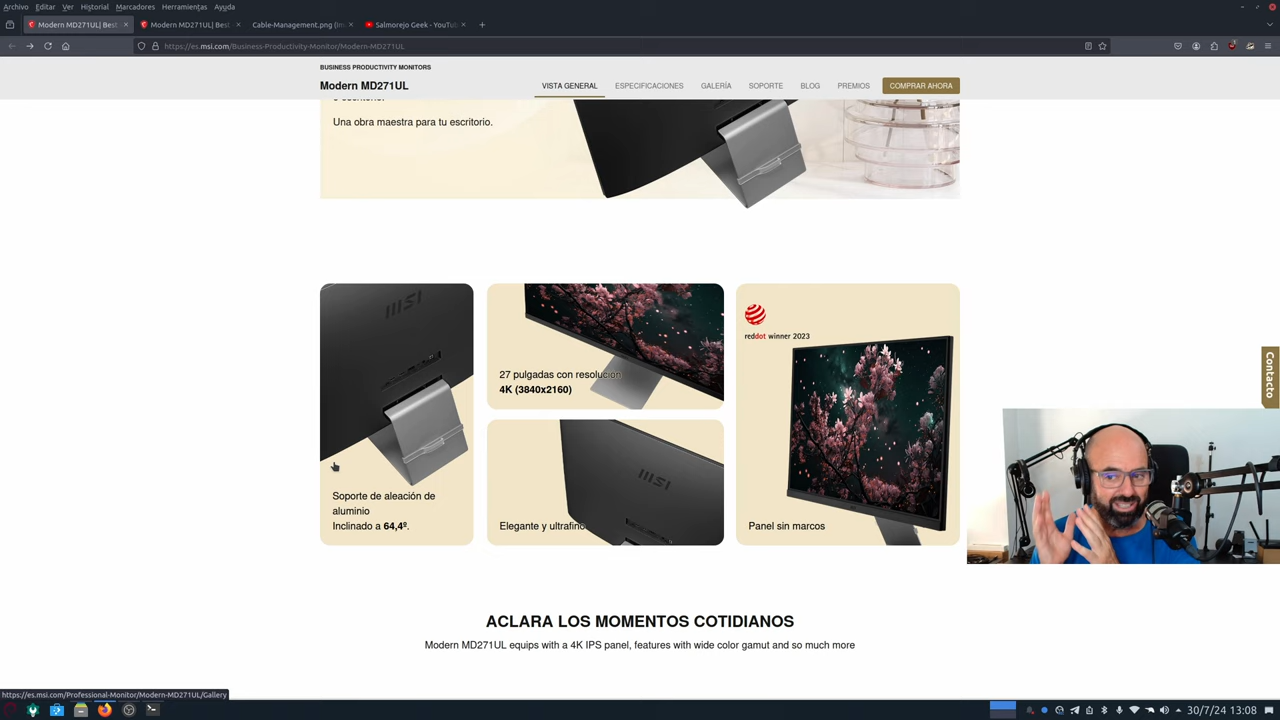 Archivo Editar Ver Historial Marcadores Herramientas Ayuda
Modern MD271UL| Best
Modern MD271UL| Best
Cable-Management.png (Im
Salmorejo Geek - YouTub
https://es.msi.com/Business-Productivity-Monitor/Modern-MD271UL
BUSINESS PRODUCTIVITY MONITORS
Modern MD271UL
VISTA GENERAL
ESPECIFICACIONES
GALERÍA
SOPORTE
BLOG
PREMIOS
COMPRAR AHORA
Una obra maestra para tu escritorio.
msi
Soporte de aleación de
aluminio
Inclinado a 64,4º.
27 pulgadas con resolución
4K (3840x2160)
msi
Elegante y ultrafino
reddot winner 2023
Panel sin marcos
Contacto
ACLARA LOS MOMENTOS COTIDIANOS
Modern MD271UL equips with a 4K IPS panel, features with wide color gamut and so much more
https://es.msi.com/Professional-Monitor/Modern-MD271UL/Gallery
30/7/24 13:08